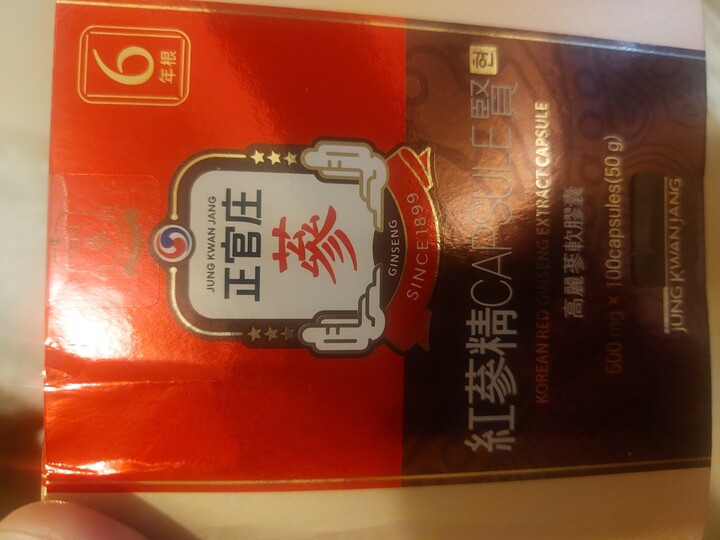 6
年根
JUNG KWAN JANG
正官庄
蔘
GINSENG
SINCE 1899
紅蔘精CAPSULE賢 현
KOREAN RED GINSENG EXTRACT CAPSULE
高麗蔘軟膠囊
500 mg × 100capsules(50 g)
JUNG KWAN JANG